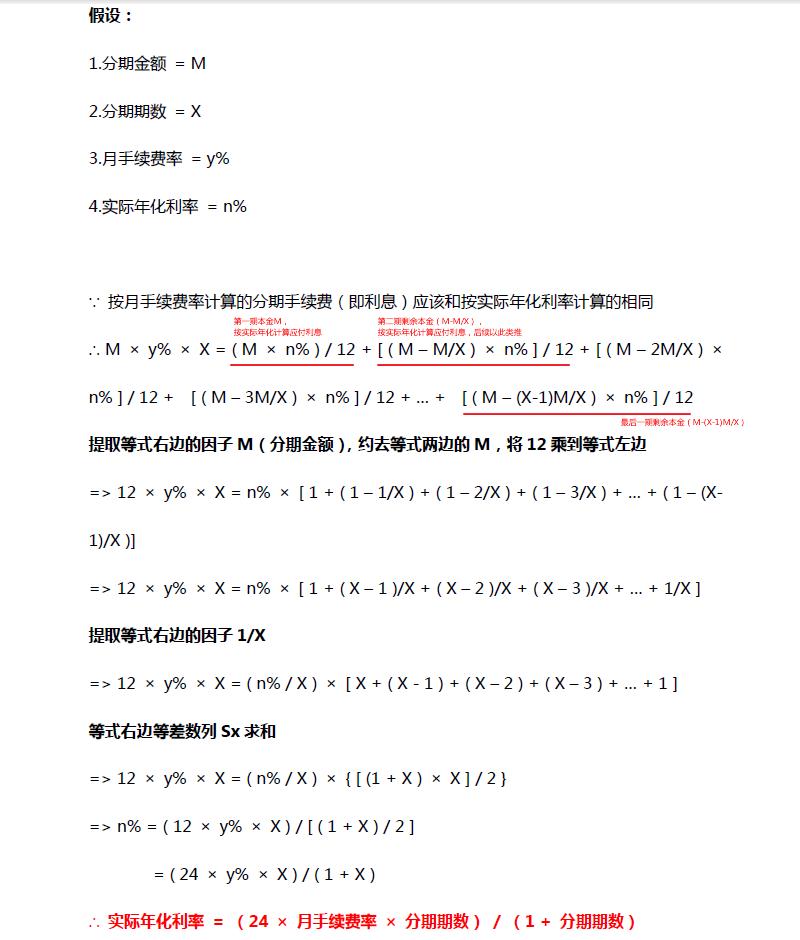 假设：
1.分期金额 = M
2.分期期数 = X
3.月手续费率 = y%
4.实际年化利率 = n%
∵ 按月手续费率计算的分期手续费（即利息）应该和按实际年化利率计算的相同
第一期本金M，
按实际年化计算应付利息
第二期剩余本金（M-M/X），
按实际年化计算应付利息，后续以此类推
∴ M × y% × X = ( M × n% ) / 12 + [ ( M – M/X ) × n% ] / 12 + [ ( M – 2M/X ) ×
n% ] / 12 + [ ( M – 3M/X ) × n% ] / 12 + ... + [ ( M – (X-1)M/X ) × n% ] / 12
最后一期剩余本金（M-(X-1)M/X）
提取等式右边的因子 M（分期金额），约去等式两边的 M，将 12 乘到等式左边
=> 12 × y% × X = n% × [ 1 + ( 1 – 1/X ) + ( 1 – 2/X ) + ( 1 – 3/X ) + ... + ( 1 – (X-
1)/X )]
=> 12 × y% × X = n% × [ 1 + ( X – 1 )/X + ( X – 2 )/X + ( X – 3 )/X + ... + 1/X ]
提取等式右边的因子 1/X
=> 12 × y% × X = ( n% / X ) × [ X + ( X - 1 ) + ( X – 2 ) + ( X – 3 ) + ... + 1 ]
等式右边等差数列 Sx 求和
=> 12 × y% × X = ( n% / X ) × { [ (1 + X ) × X ] / 2 }
=> n% = ( 12 × y% × X ) / [ ( 1 + X ) / 2 ]
= ( 24 × y% × X ) / ( 1 + X )
∴ 实际年化利率 = （24 × 月手续费率 × 分期期数） / （1 + 分期期数）